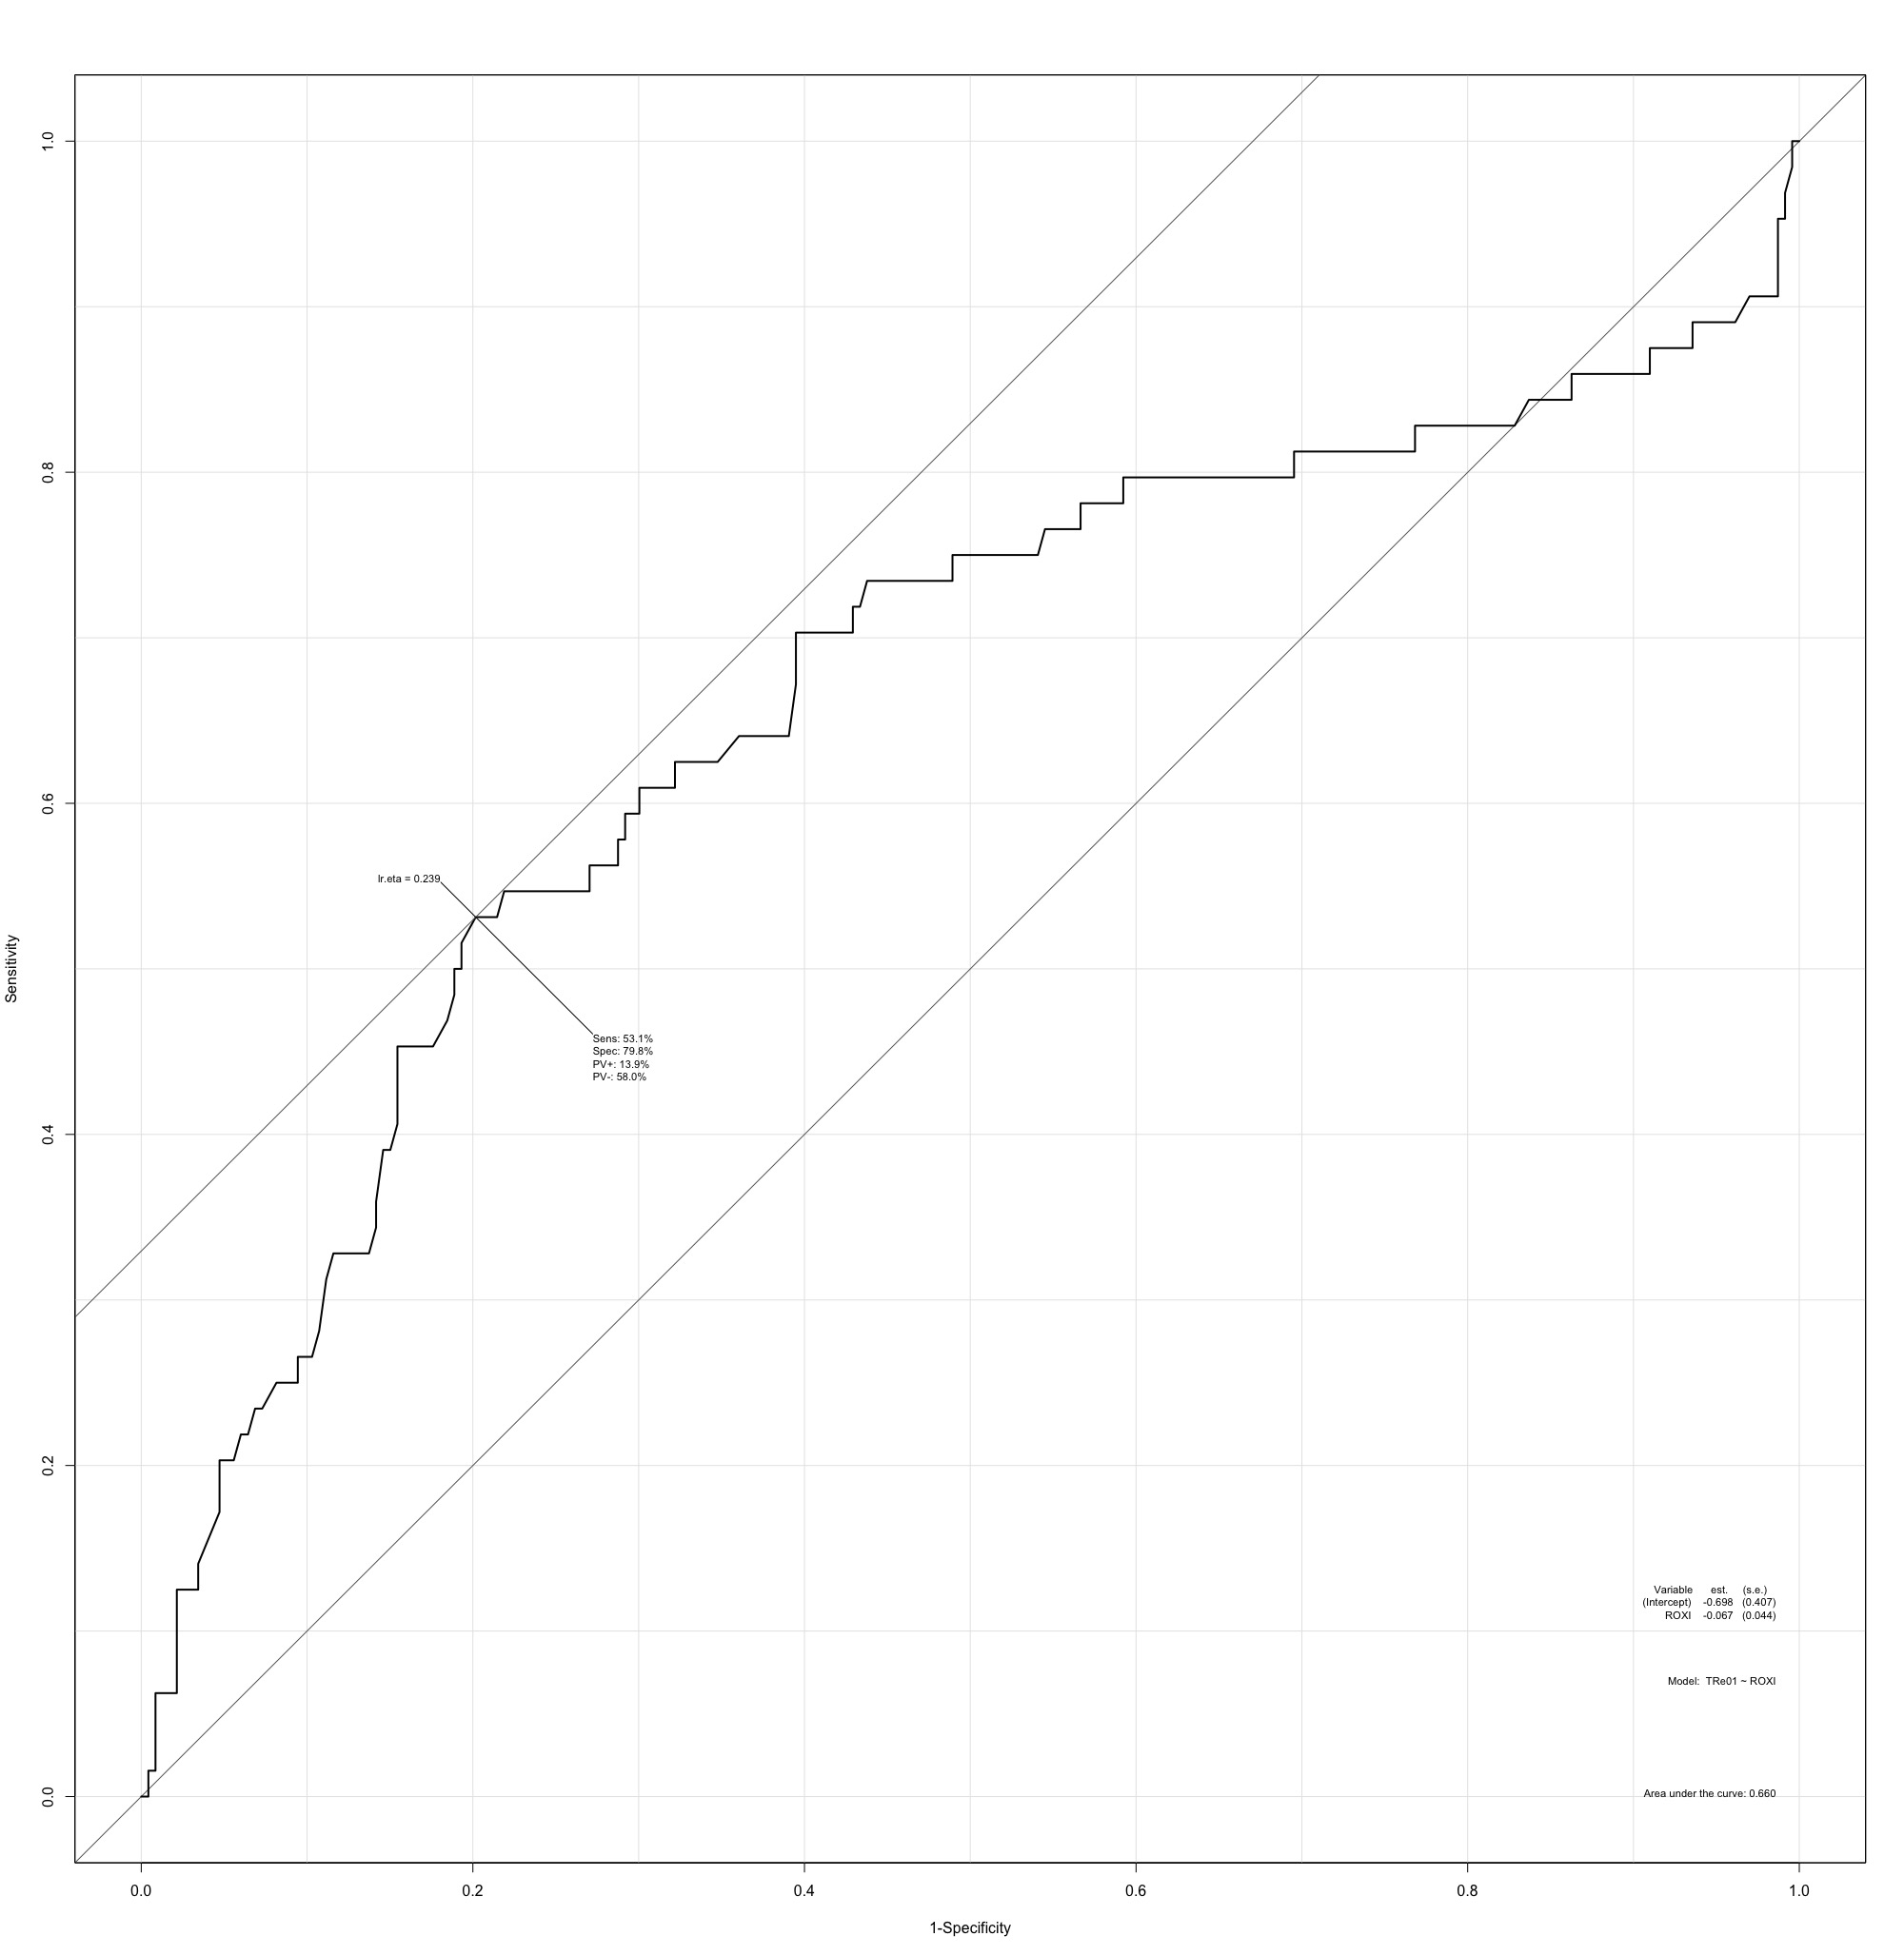 1.0
0.8
0.6
0.4
0.2
0.0
Sensitivity
lr.eta = 0.239
Sens: 53.1%
Spec: 79.8%
PV+: 13.9%
PV-: 58.0%
Variable est. (s.e.)
(Intercept) -0.698 (0.407)
ROXI -0.067 (0.044)
Model: TRe01 ~ ROXI
Area under the curve: 0.660
0.0 0.2 0.4 0.6 0.8 1.0
1-Specificity